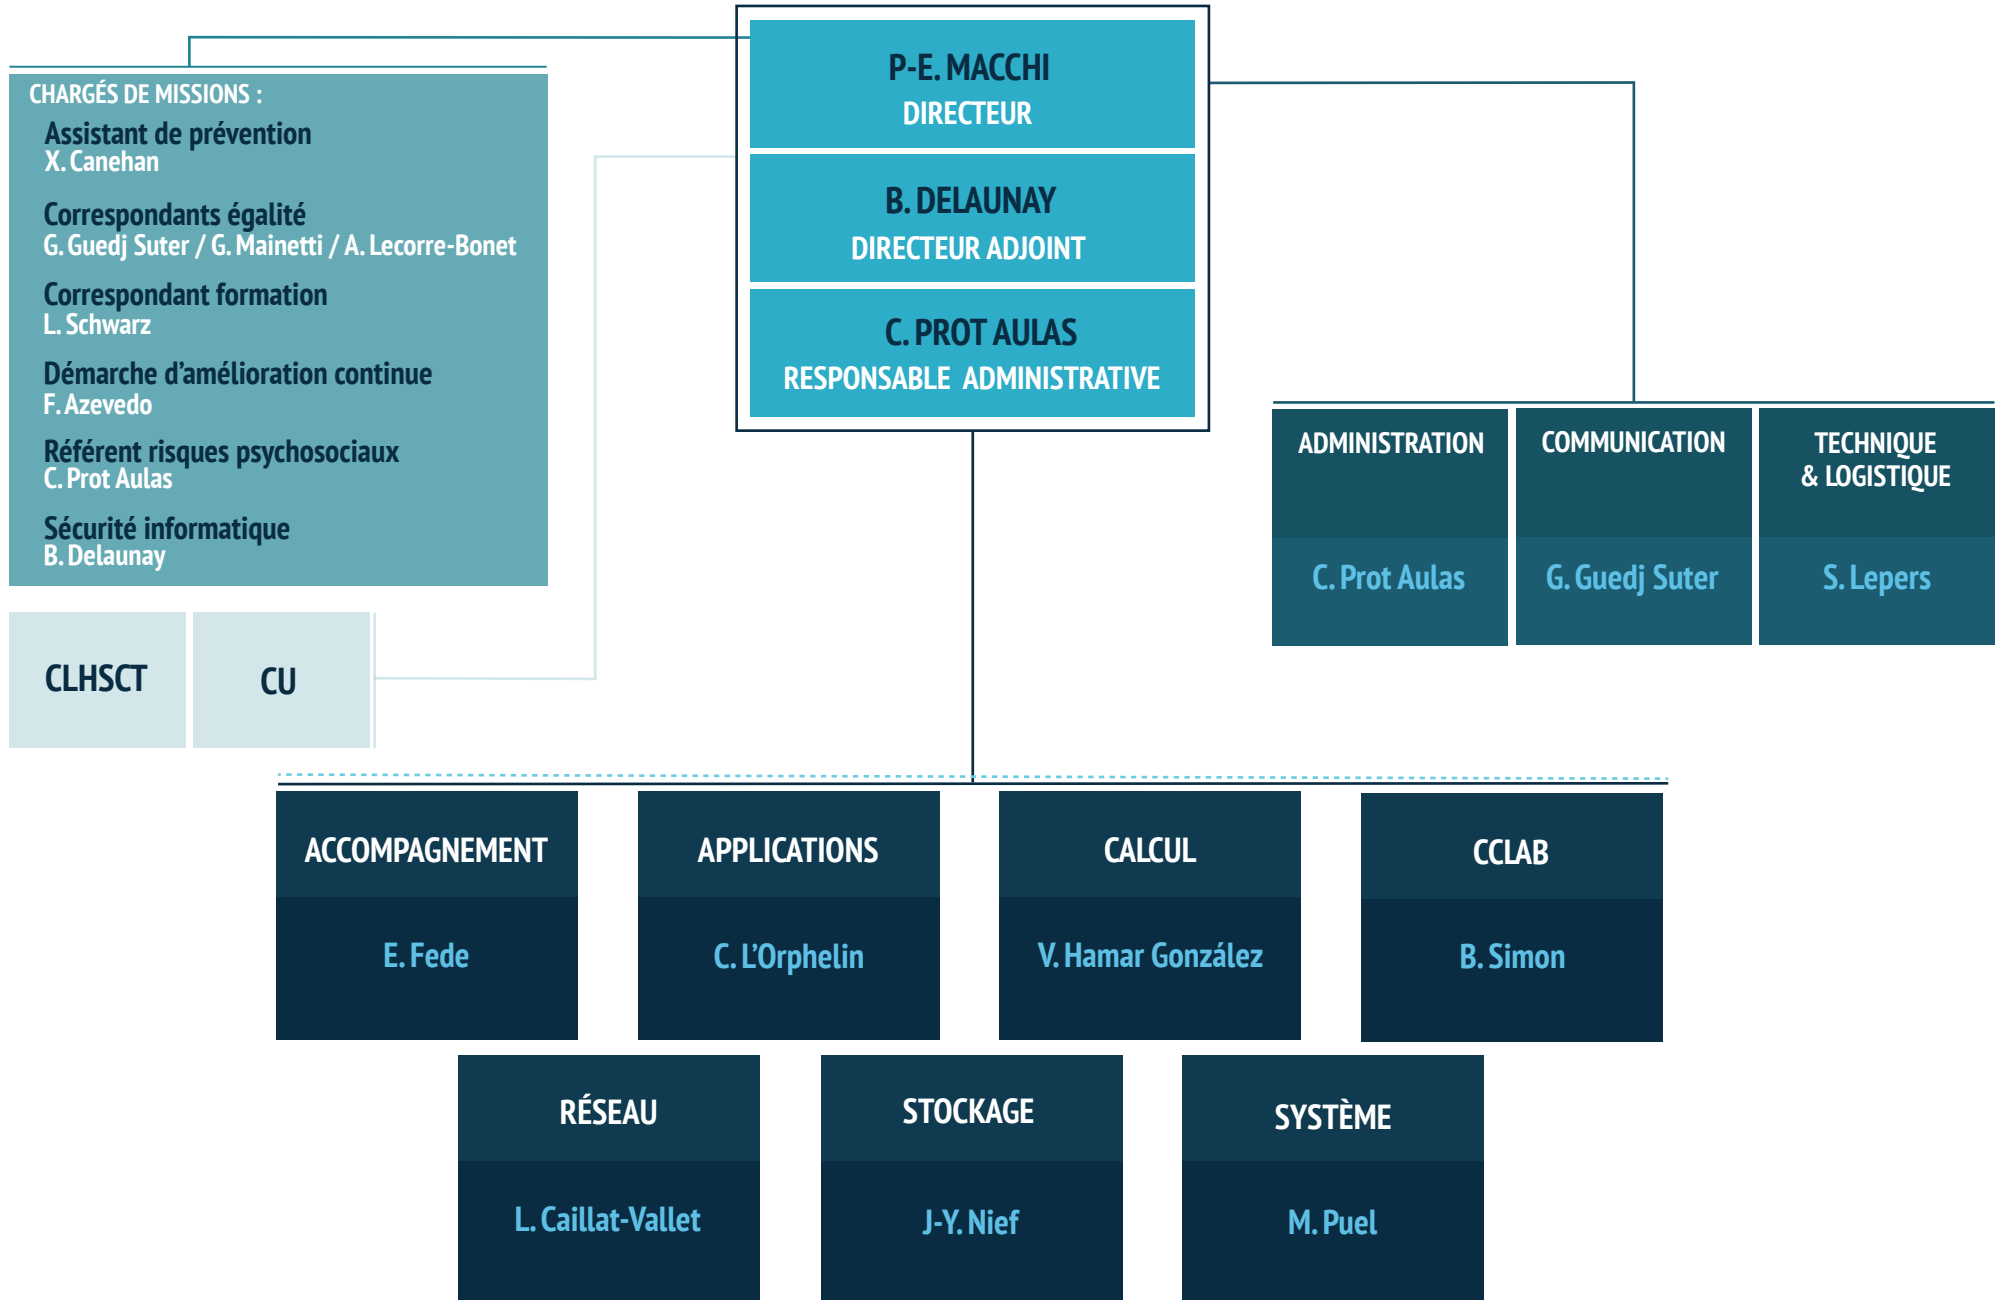 P-E. MACCHI
DIRECTEUR
B. DELAUNAY
DIRECTEUR ADJOINT
C. PROT AULAS
RESPONSABLE ADMINISTRATIVE
CHARGÉS DE MISSIONS :
Assistant de prévention
X. Canehan
Correspondants égalité
G. Guedj Suter / G. Mainetti / A. Lecorre-Bonet
Correspondant formation
L. Schwarz
Démarche d’amélioration continue
F. Azevedo
Référent risques psychosociaux
C. Prot Aulas
Sécurité informatique
B. Delaunay
CLHSCT
CU
ADMINISTRATION
C. Prot Aulas
COMMUNICATION
G. Guedj Suter
TECHNIQUE
& LOGISTIQUE
S. Lepers
ACCOMPAGNEMENT
E. Fede
APPLICATIONS
C. L’Orphelin
CALCUL
V. Hamar González
CCLAB
B. Simon
RÉSEAU
L. Caillat-Vallet
STOCKAGE
J-Y. Nief
SYSTÈME
M. Puel